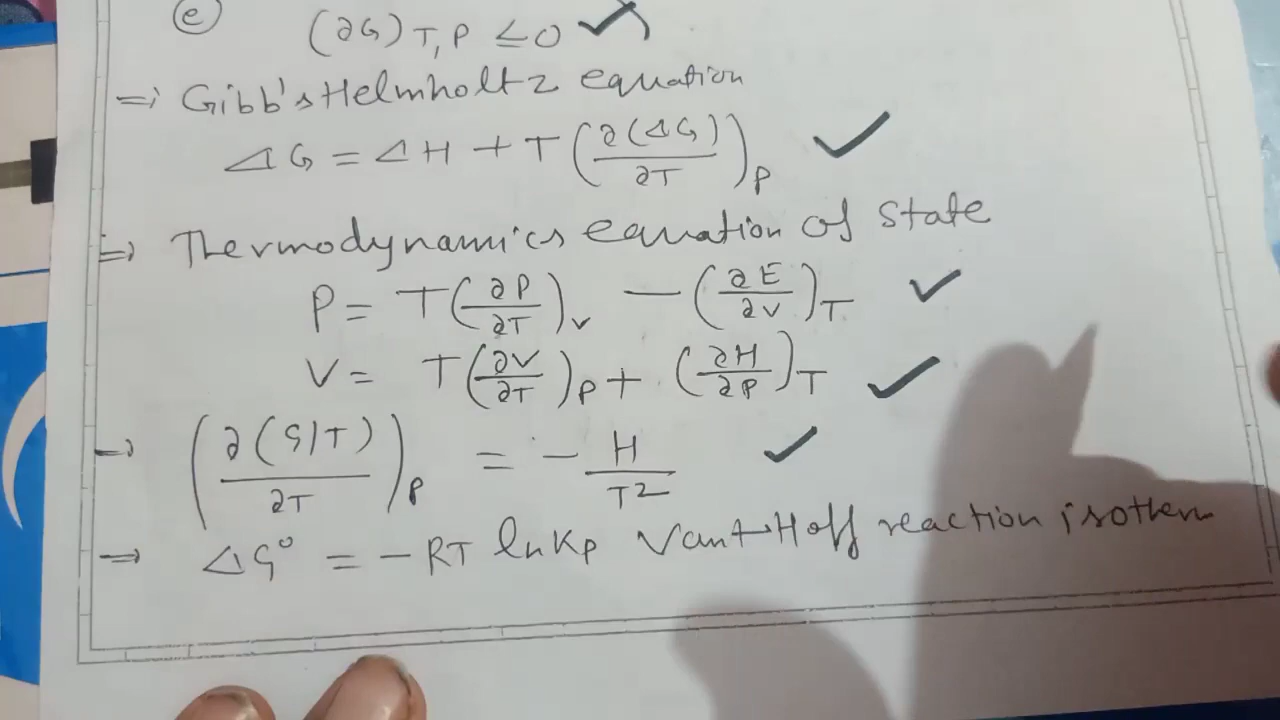 ⓔ (∂G)T,P ≤0
⇒ Gibb's Helmholtz equation
ΔG = ΔH + T(∂(ΔG)/∂T)P
⇒ Thermodynamics equation of state
P = T(∂P/∂T)V — (∂E/∂V)T
V = T(∂V/∂T)P + (∂H/∂P)T
→ (∂(G/T)/∂T)P = - H/T²
⇒ ΔG° = -RT lnKp Vant Hoff reaction isotherm